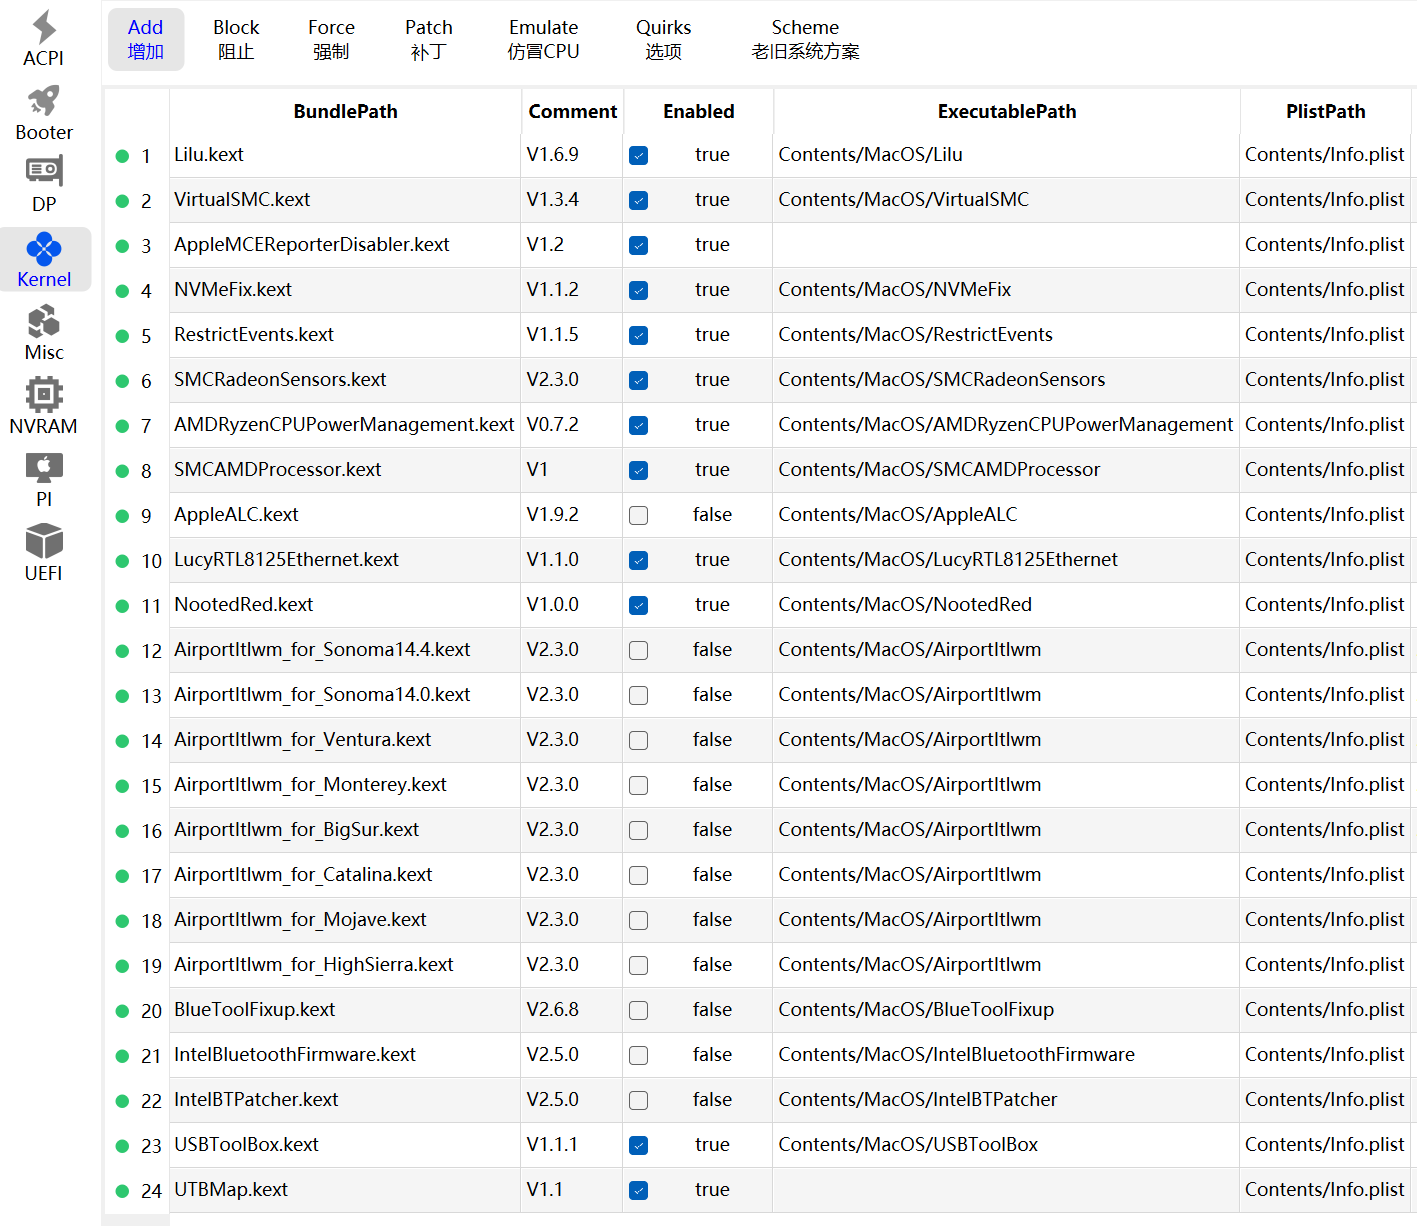 ACPI
Booter
DP
Kernel
Misc
NVRAM
PI
UEFI
Add Block Force Patch Emulate Quirks Scheme
增加 阻止 强制 补丁 仿冒CPU 选项 老旧系统方案
BundlePath Comment Enabled ExecutablePath PlistPath
1 Lilu.kext V1.6.9 true Contents/MacOS/Lilu Contents/Info.plist
2 VirtualSMC.kext V1.3.4 true Contents/MacOS/VirtualSMC Contents/Info.plist
3 AppleMCEReporterDisabler.kext V1.2 true Contents/Info.plist
4 NVMeFix.kext V1.1.2 true Contents/MacOS/NVMeFix Contents/Info.plist
5 RestrictEvents.kext V1.1.5 true Contents/MacOS/RestrictEvents Contents/Info.plist
6 SMCRadeonSensors.kext V2.3.0 true Contents/MacOS/SMCRadeonSensors Contents/Info.plist
7 AMDRyzenCPUPowerManagement.kext V0.7.2 true Contents/MacOS/AMDRyzenCPUPowerManagement Contents/Info.plist
8 SMCAMDProcessor.kext V1 true Contents/MacOS/SMCAMDProcessor Contents/Info.plist
9 AppleALC.kext V1.9.2 false Contents/MacOS/AppleALC Contents/Info.plist
10 LucyRTL8125Ethernet.kext V1.1.0 true Contents/MacOS/LucyRTL8125Ethernet Contents/Info.plist
11 NootedRed.kext V1.0.0 true Contents/MacOS/NootedRed Contents/Info.plist
12 AirportItlwm_for_Sonoma14.4.kext V2.3.0 false Contents/MacOS/AirportItlwm Contents/Info.plist
13 AirportItlwm_for_Sonoma14.0.kext V2.3.0 false Contents/MacOS/AirportItlwm Contents/Info.plist
14 AirportItlwm_for_Ventura.kext V2.3.0 false Contents/MacOS/AirportItlwm Contents/Info.plist
15 AirportItlwm_for_Monterey.kext V2.3.0 false Contents/MacOS/AirportItlwm Contents/Info.plist
16 AirportItlwm_for_BigSur.kext V2.3.0 false Contents/MacOS/AirportItlwm Contents/Info.plist
17 AirportItlwm_for_Catalina.kext V2.3.0 false Contents/MacOS/AirportItlwm Contents/Info.plist
18 AirportItlwm_for_Mojave.kext V2.3.0 false Contents/MacOS/AirportItlwm Contents/Info.plist
19 AirportItlwm_for_HighSierra.kext V2.3.0 false Contents/MacOS/AirportItlwm Contents/Info.plist
20 BlueToolFixup.kext V2.6.8 false Contents/MacOS/BlueToolFixup Contents/Info.plist
21 IntelBluetoothFirmware.kext V2.5.0 false Contents/MacOS/IntelBluetoothFirmware Contents/Info.plist
22 IntelBTPatcher.kext V2.5.0 false Contents/MacOS/IntelBTPatcher Contents/Info.plist
23 USBToolBox.kext V1.1.1 true Contents/MacOS/USBToolBox Contents/Info.plist
24 UTBMap.kext V1.1 true Contents/Info.plist